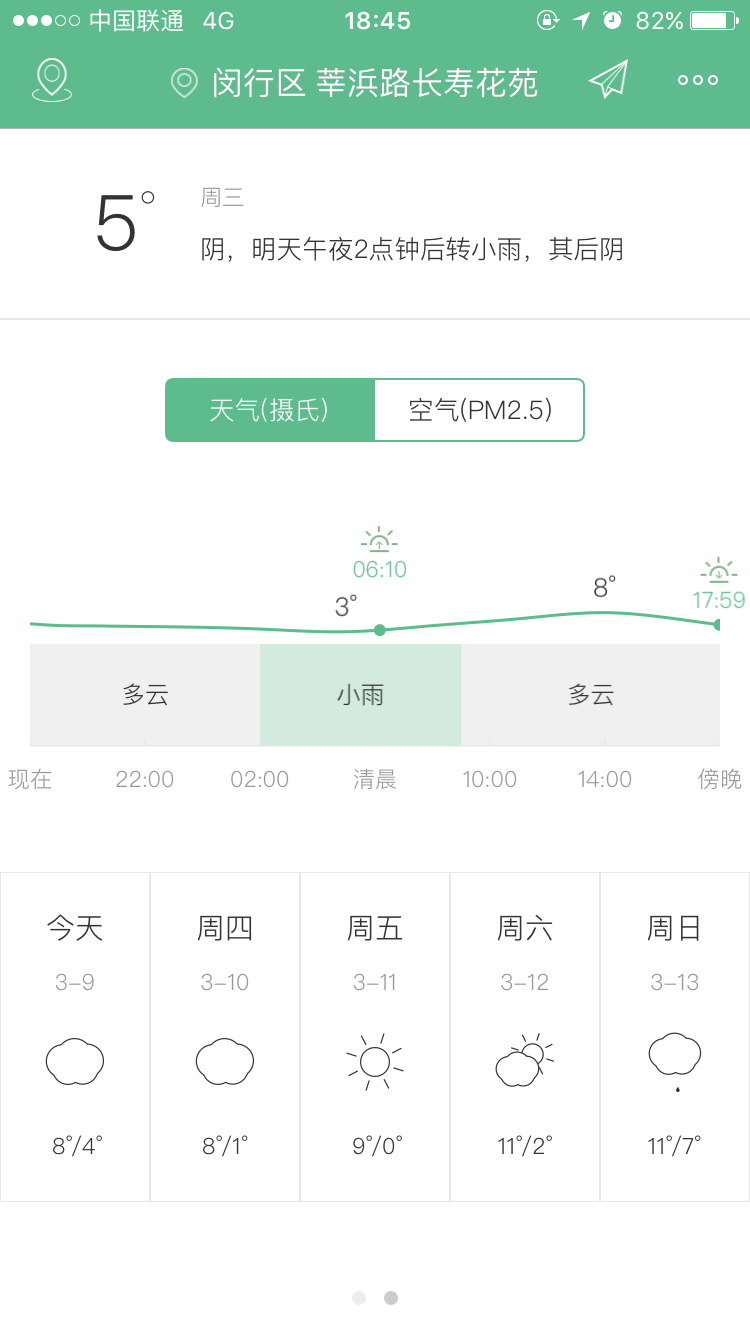 中国联通 4G 18:45 82%
闵行区 莘浜路长寿花苑
5°
周三
阴，明天午夜2点钟后转小雨，其后阴
天气(摄氏) 空气(PM2.5)
06:10
17:59
3° 8°
多云 小雨 多云
现在 22:00 02:00 清晨 10:00 14:00 傍晚
今天 周四 周五 周六 周日
3-9 3-10 3-11 3-12 3-13
8°/4° 8°/1° 9°/0° 11°/2° 11°/7°